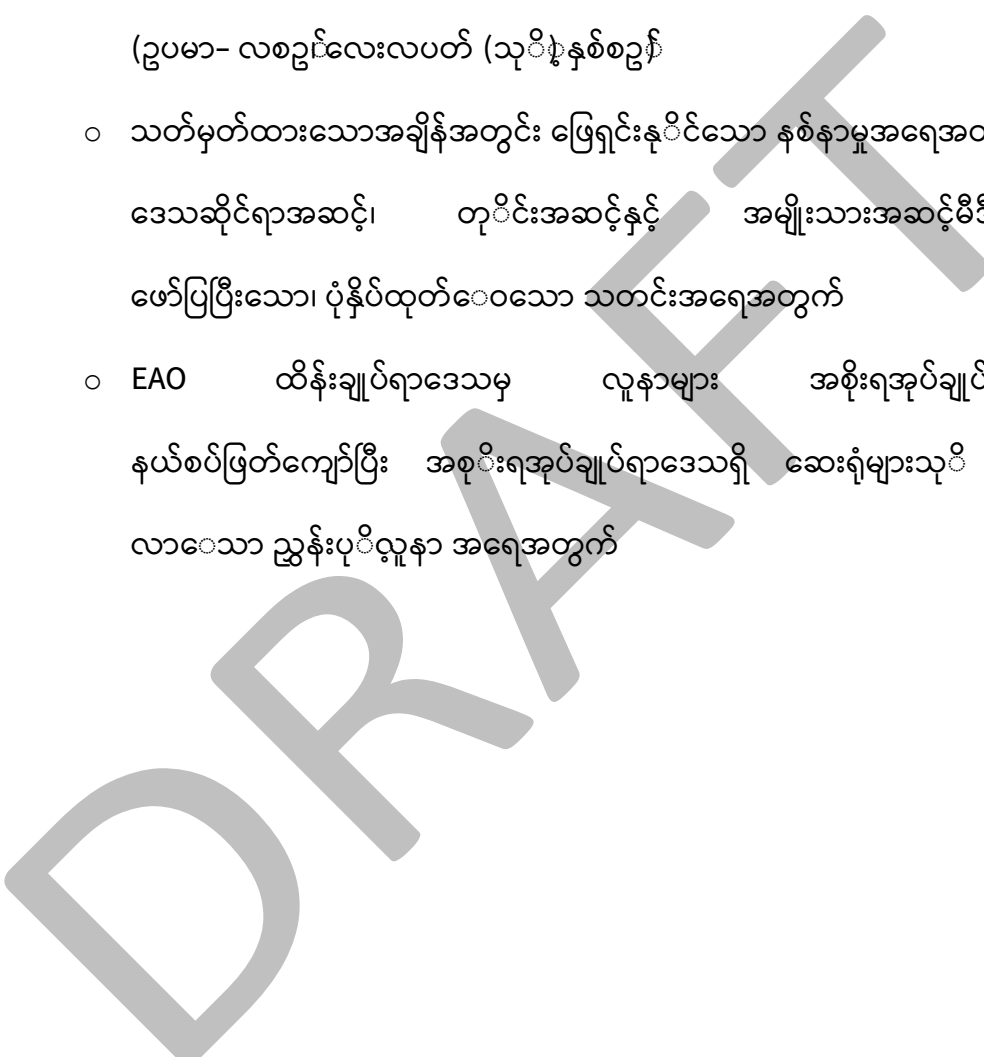 (ဥပမာ– လစဥ်၊ လေးလပတ် (သို့) နှစ်စဥ်)
○ သတ်မှတ်ထားသောအချိန်အတွင်း ဖြေရှင်းနိုင်သော နစ်နာမှုအရေအတ
ဒေသဆိုင်ရာအဆင့်၊ တိုင်းအဆင့်နှင့် အမျိုးသားအဆင့်မီဒီ
ဖော်ပြပြီးသော၊ ပုံနှိပ်ထုတ်ဝေသော သတင်းအရေအတွက်
○ EAO ထိန်းချုပ်ရာဒေသမှ လူနာများ အစိုးရအုပ်ချုပ်
နယ်စပ်ဖြတ်ကျော်ပြီး အစိုးရအုပ်ချုပ်ရာဒေသရှိ ဆေးရုံများသို
လာသော ညွှန်းပို့လူနာ အရေအတွက်
DRAFT